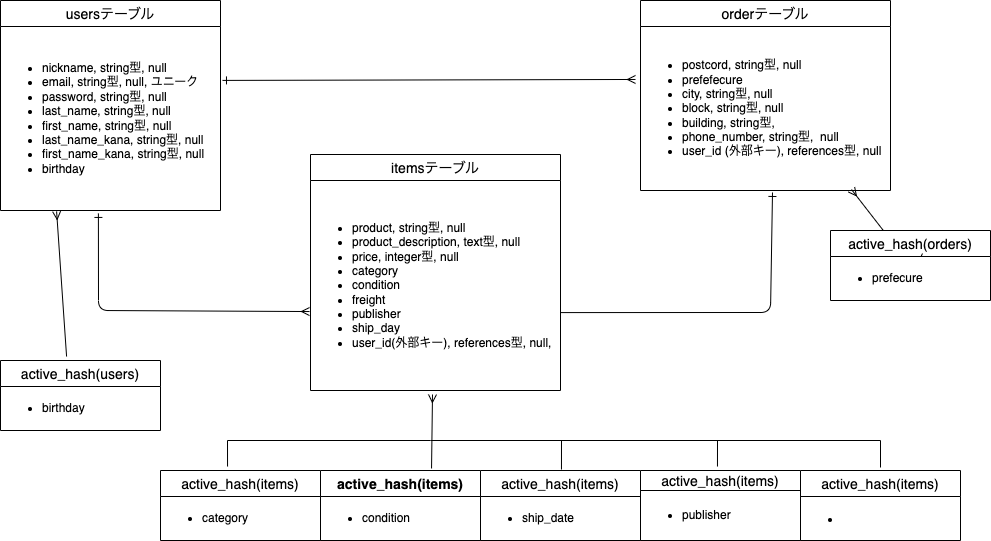 usersテーブル
• nickname, string型, null
• email, string型, null, ユニーク
• password, string型, null
• last_name, string型, null
• first_name, string型, null
• last_name_kana, string型, null
• first_name_kana, string型, null
• birthday
orderテーブル
• postcord, string型, null
• prefefecure
• city, string型, null
• block, string型, null
• building, string型,
• phone_number, string型, null
• user_id (外部キー), references型, null
itemsテーブル
• product, string型, null
• product_description, text型, null
• price, integer型, null
• category
• condition
• freight
• publisher
• ship_day
• user_id(外部キー), references型, null,
active_hash(orders)
• prefecure
active_hash(users)
• birthday
active_hash(items)
• category
active_hash(items)
• condition
active_hash(items)
• ship_date
active_hash(items)
• publisher
active_hash(items)
•